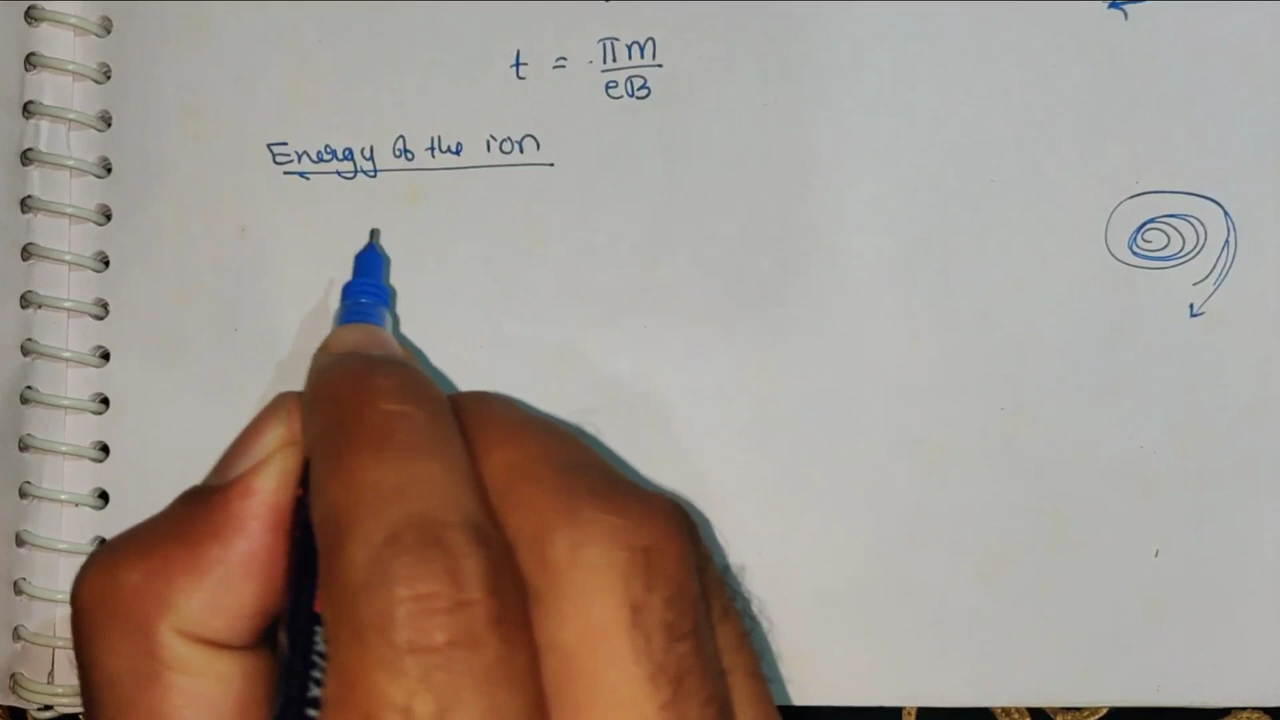 t = πm / eB
Energy of the ion